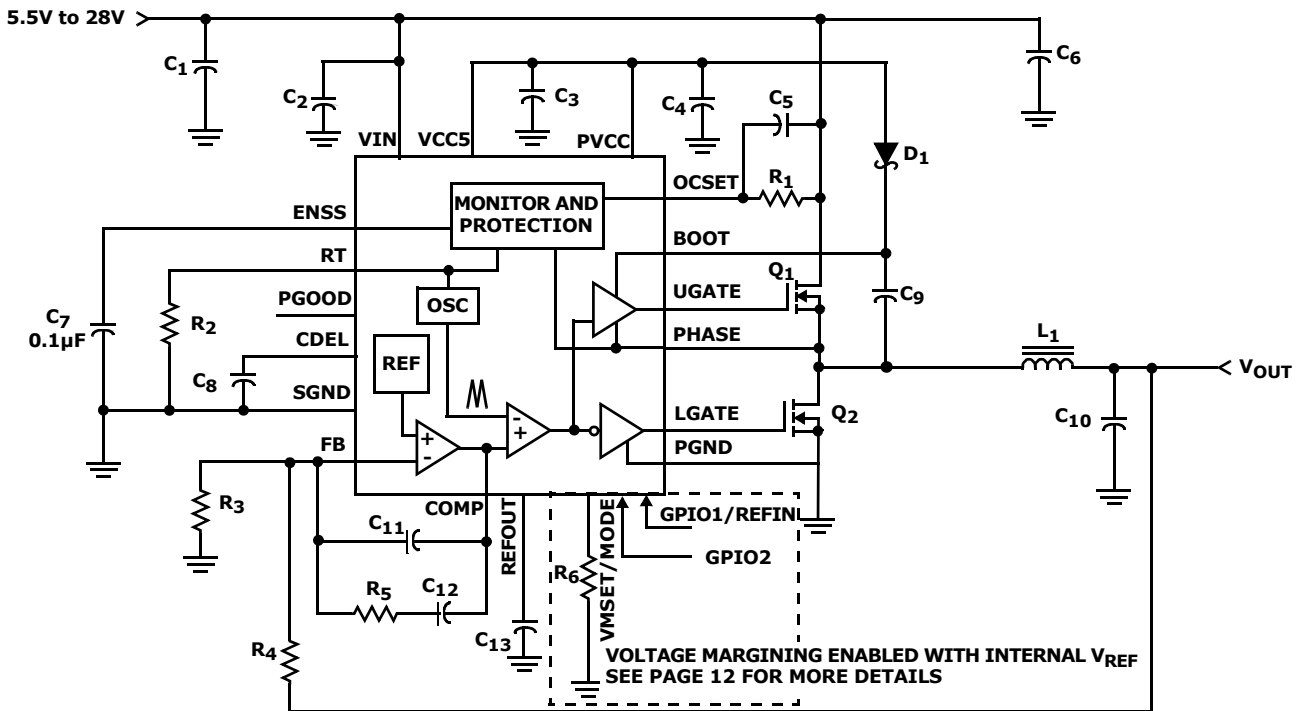 5.5V to 28V
C1
C2
C3
C4
C5
C6
VIN
VCC5
PVCC
D1
OCSET
R1
MONITOR AND
PROTECTION
ENSS
BOOT
RT
Q1
UGATE
PGOOD
OSC
C9
C7
0.1µF
R2
CDEL
PHASE
L1
REF
C8
VOUT
SGND
LGATE
Q2
C10
- +
FB
+ -
PGND
R3
COMP
REFOUT
VMSET/MODE
GPIO1/REFIN
C11
GPIO2
R6
R5
C12
C13
R4
VOLTAGE MARGINING ENABLED WITH INTERNAL VREF
SEE PAGE 12 FOR MORE DETAILS